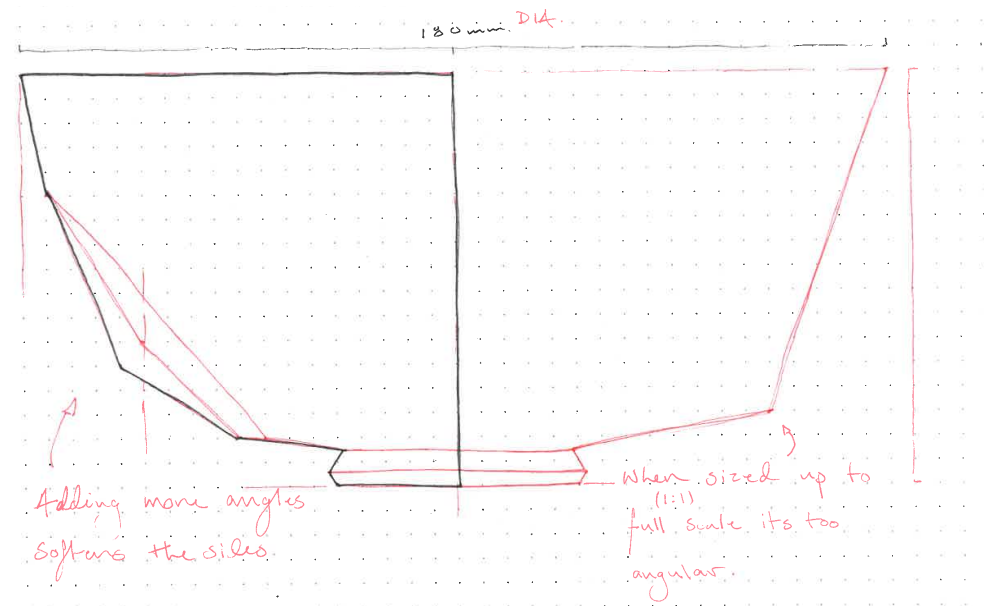 180mm. DIA.
Adding more angles
Softens the sides.
When sized up to
(1:1)
full scale its too
angular.